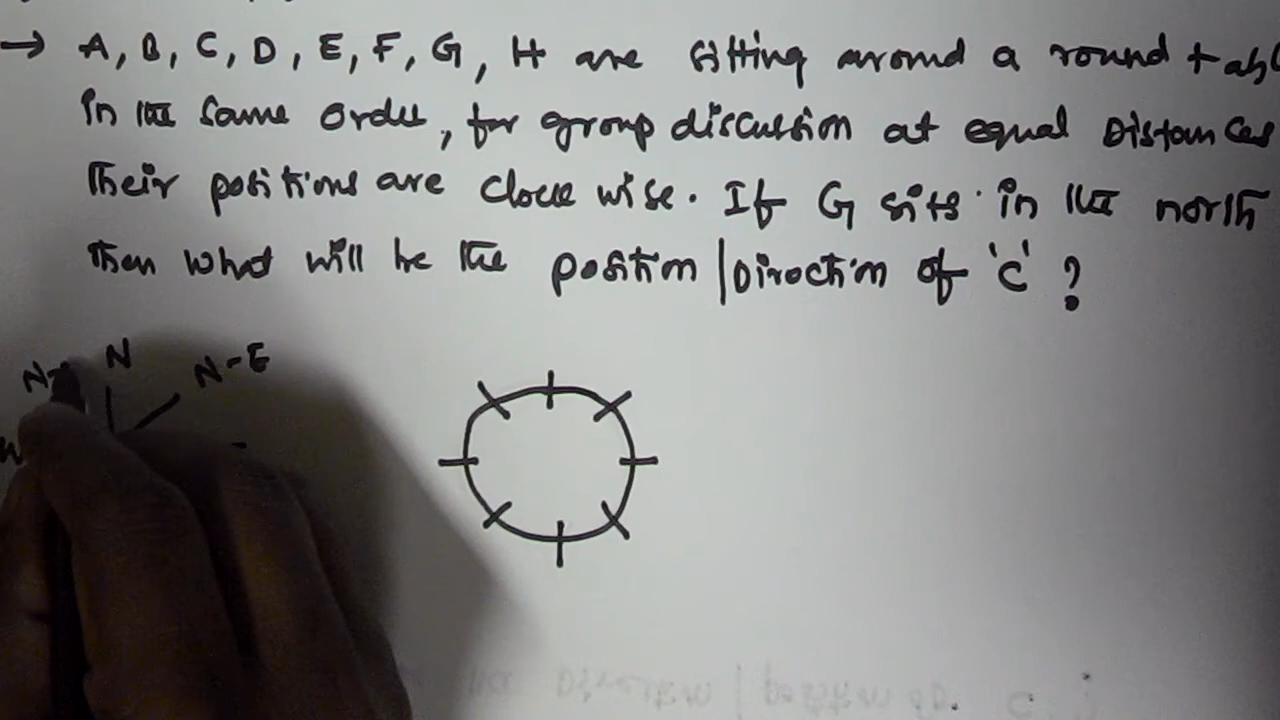 → A, B, C, D, E, F, G, H are sitting around a round tabl
in the same order, for group discussion at equal Distances
Their positions are clock wise. If G sits in the north
then what will be the position | Direction of 'c' ?
N N-E